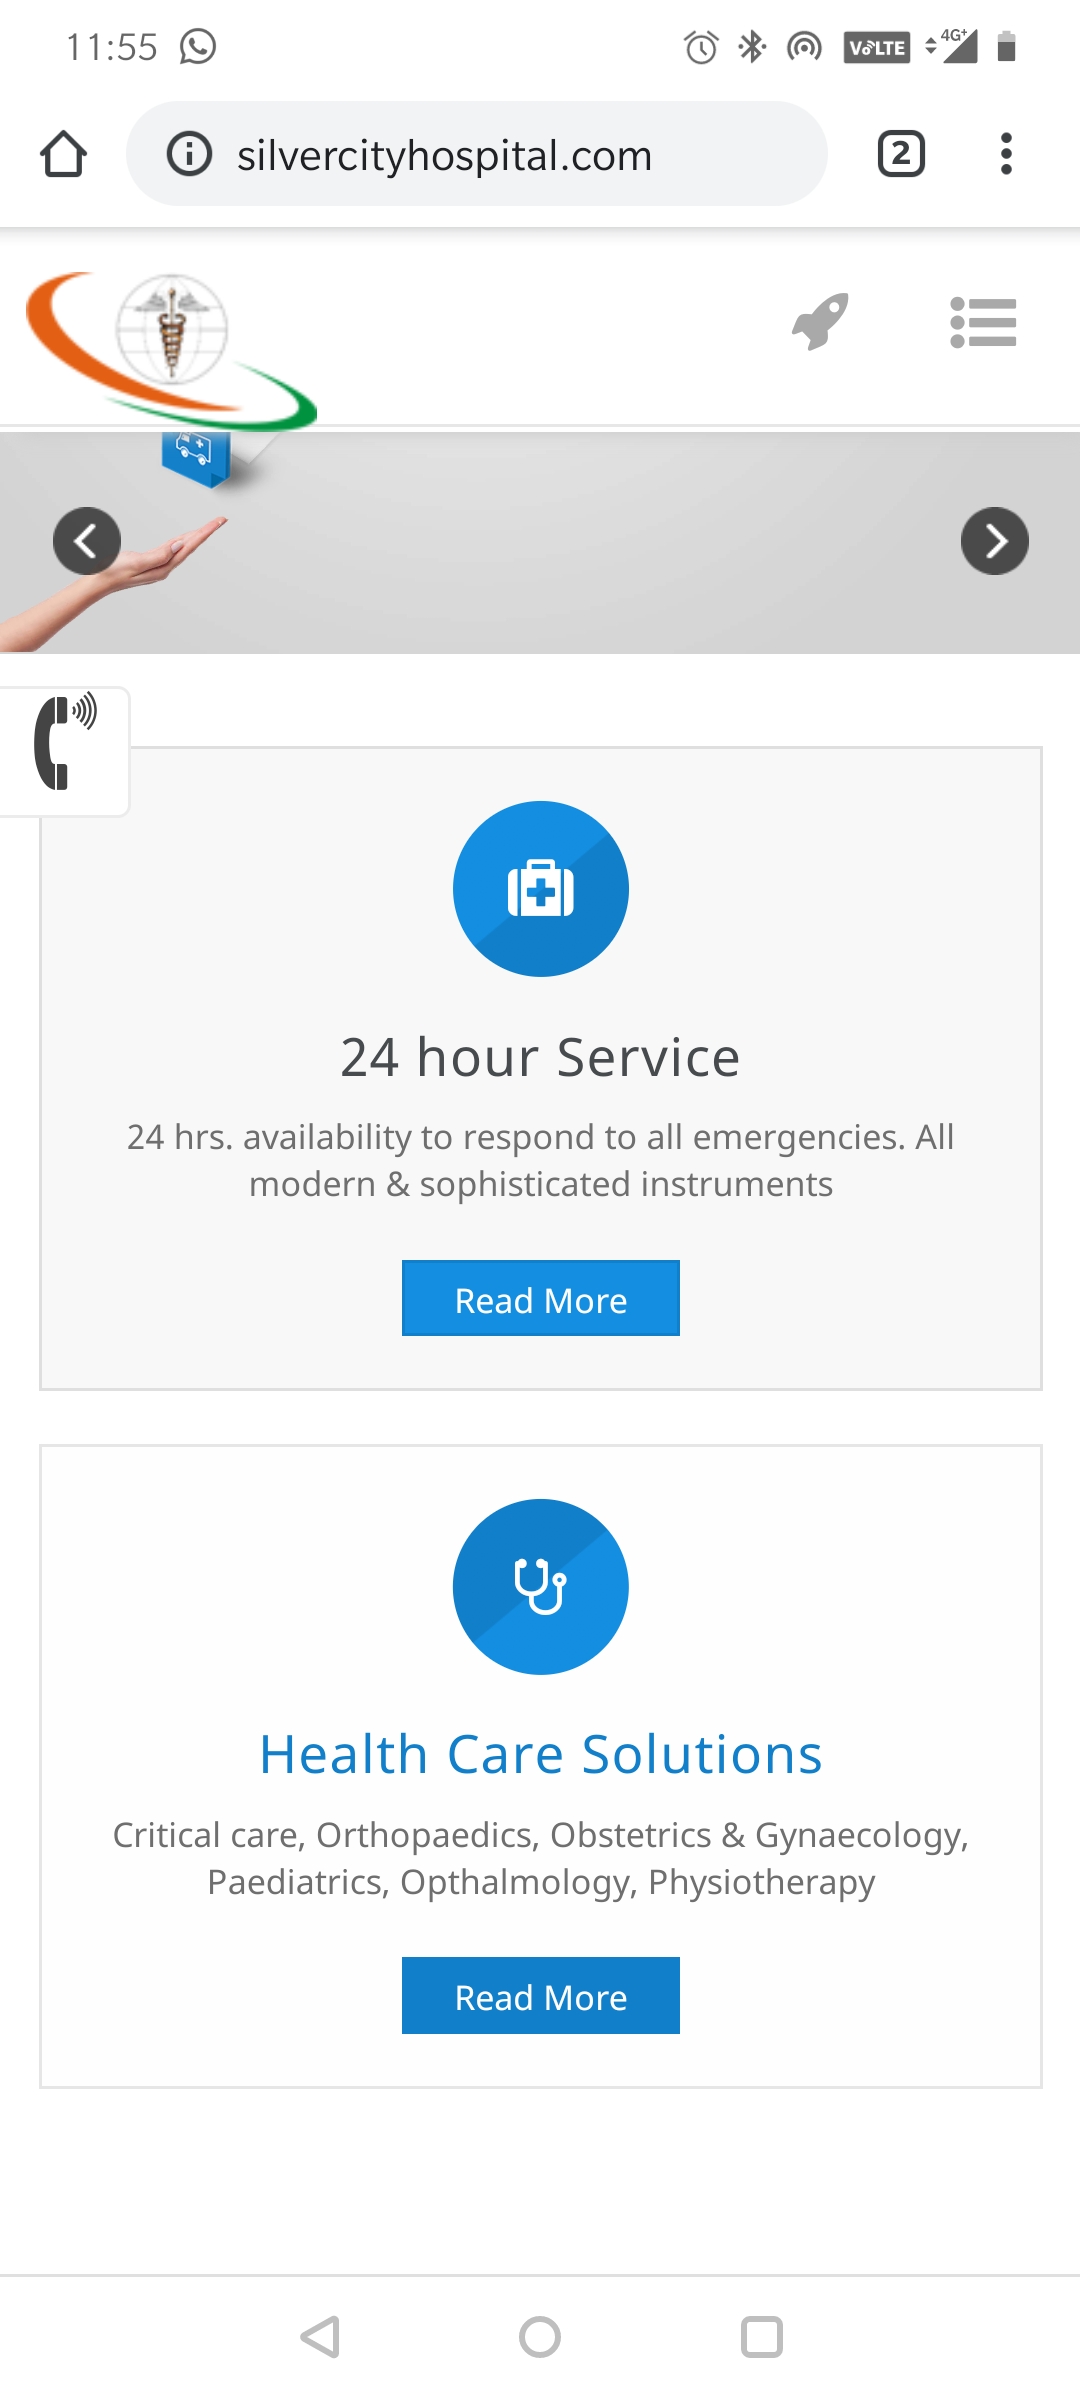 11:55
VoLTE 4G+
silvercityhospital.com
2
24 hour Service
24 hrs. availability to respond to all emergencies. All
modern & sophisticated instruments
Read More
Health Care Solutions
Critical care, Orthopaedics, Obstetrics & Gynaecology,
Paediatrics, Opthalmology, Physiotherapy
Read More